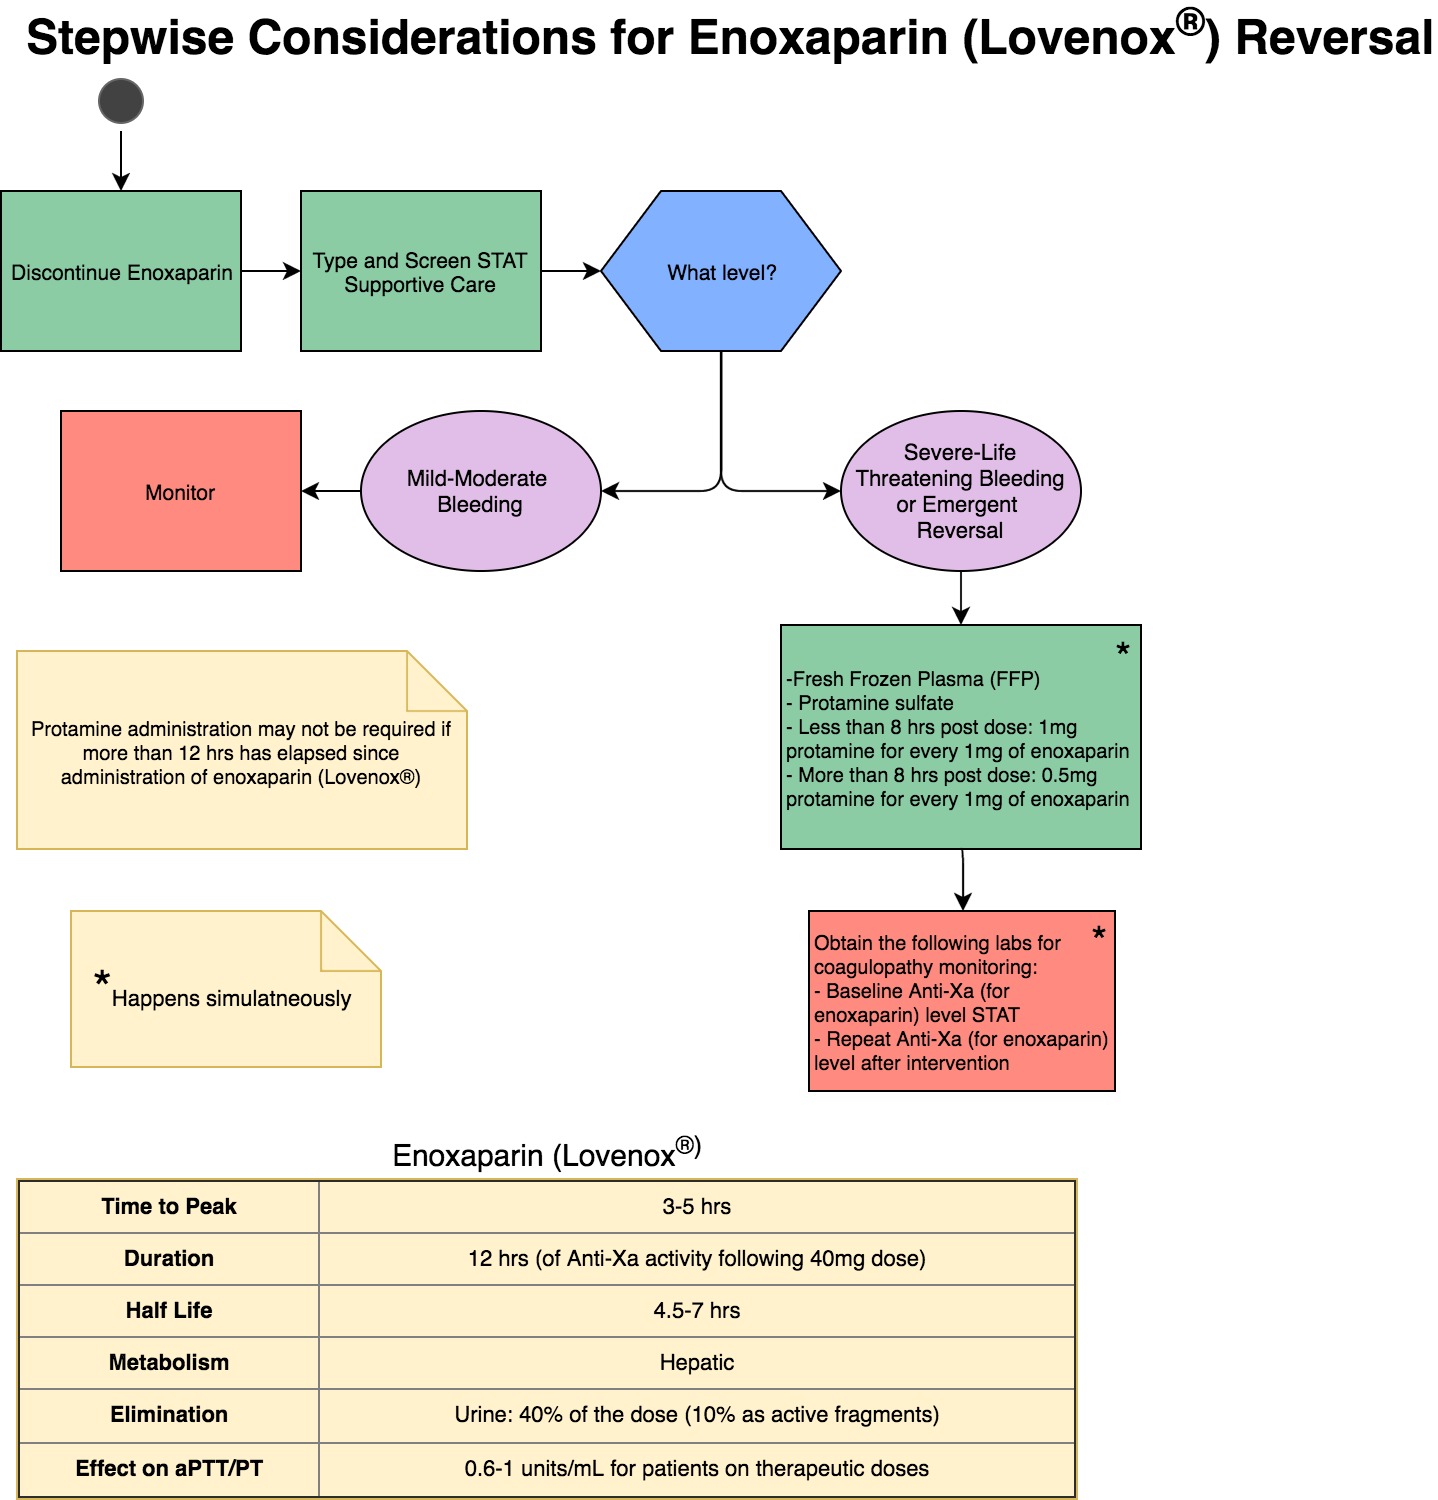 Stepwise Considerations for Enoxaparin (Lovenox®) Reversal
Discontinue Enoxaparin
Type and Screen STAT
Supportive Care
What level?
Monitor
Mild-Moderate
Bleeding
Severe-Life
Threatening Bleeding
or Emergent
Reversal
Protamine administration may not be required if
more than 12 hrs has elapsed since
administration of enoxaparin (Lovenox®)
*
-Fresh Frozen Plasma (FFP)
- Protamine sulfate
- Less than 8 hrs post dose: 1mg
protamine for every 1mg of enoxaparin
- More than 8 hrs post dose: 0.5mg
protamine for every 1mg of enoxaparin
* Happens simulatneously
*
Obtain the following labs for
coagulopathy monitoring:
- Baseline Anti-Xa (for
enoxaparin) level STAT
- Repeat Anti-Xa (for enoxaparin)
level after intervention
Enoxaparin (Lovenox®)
Time to Peak 3-5 hrs
Duration 12 hrs (of Anti-Xa activity following 40mg dose)
Half Life 4.5-7 hrs
Metabolism Hepatic
Elimination Urine: 40% of the dose (10% as active fragments)
Effect on aPTT/PT 0.6-1 units/mL for patients on therapeutic doses